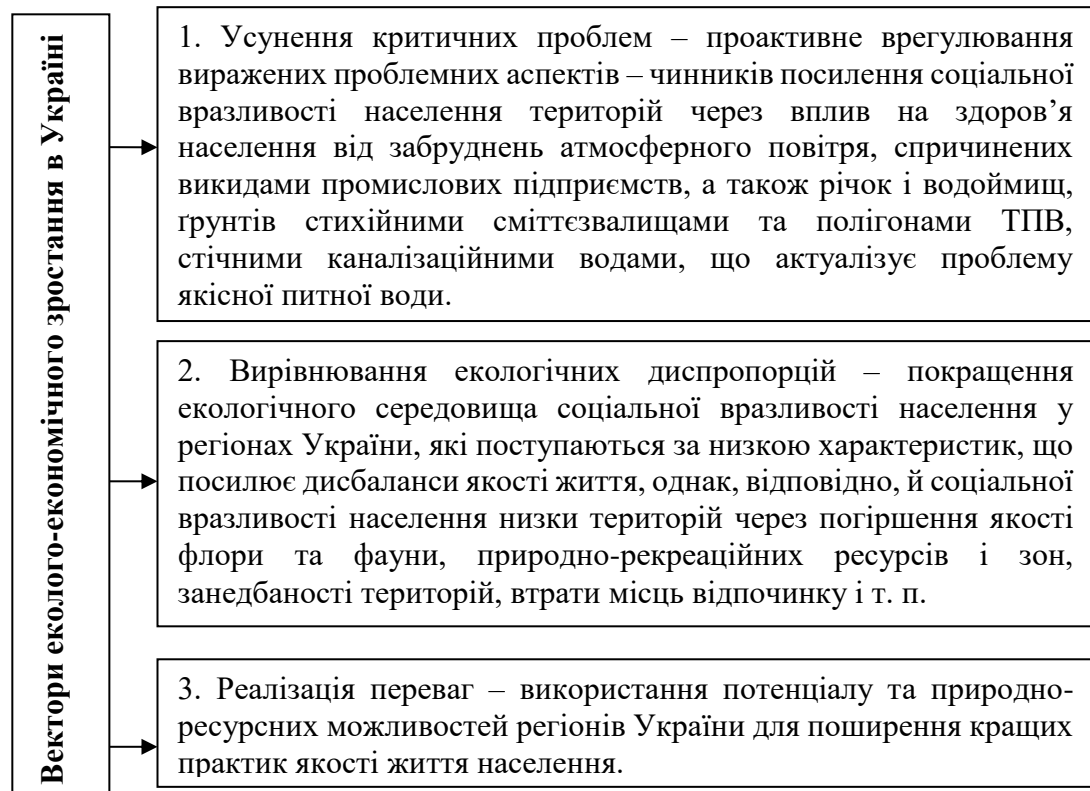 Вектори еколого-економічного зростання в Україні
1. Усунення критичних проблем – проактивне врегулювання
виражених проблемних аспектів – чинників посилення соціальної
вразливості населення територій через вплив на здоров’я
населення від забруднень атмосферного повітря, спричинених
викидами промислових підприємств, а також річок і водоймищ,
ґрунтів стихійними сміттєзвалищами та полігонами ТПВ,
стічними каналізаційними водами, що актуалізує проблему
якісної питної води.
2. Вирівнювання екологічних диспропорцій – покращення
екологічного середовища соціальної вразливості населення у
регіонах України, які поступаються за низкою характеристик, що
посилює дисбаланси якості життя, однак, відповідно, й соціальної
вразливості населення низки територій через погіршення якості
флори та фауни, природно-рекреаційних ресурсів і зон,
занедбаності територій, втрати місць відпочинку і т. п.
3. Реалізація переваг – використання потенціалу та природно-
ресурсних можливостей регіонів України для поширення кращих
практик якості життя населення.